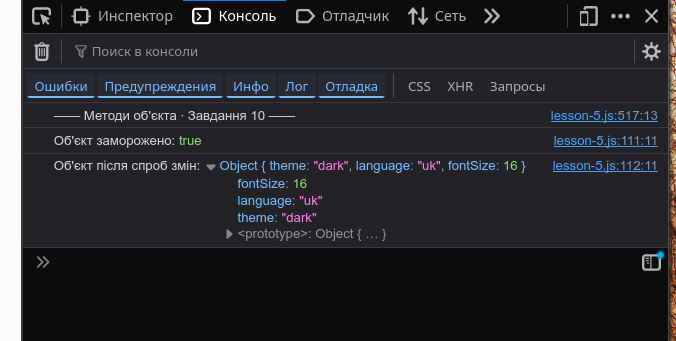 Инспектор Консоль Отладчик Сеть
Поиск в консоли
Ошибки Предупреждения Инфо Лог Отладка CSS XHR Запросы
—— Методи об'єкта · Завдання 10 —— lesson-5.js:517:13
Об'єкт заморожено: true lesson-5.js:111:11
Об'єкт після спроб змін: Object { theme: "dark", language: "uk", fontSize: 16 } lesson-5.js:112:11
fontSize: 16
language: "uk"
theme: "dark"
<prototype>: Object { … }